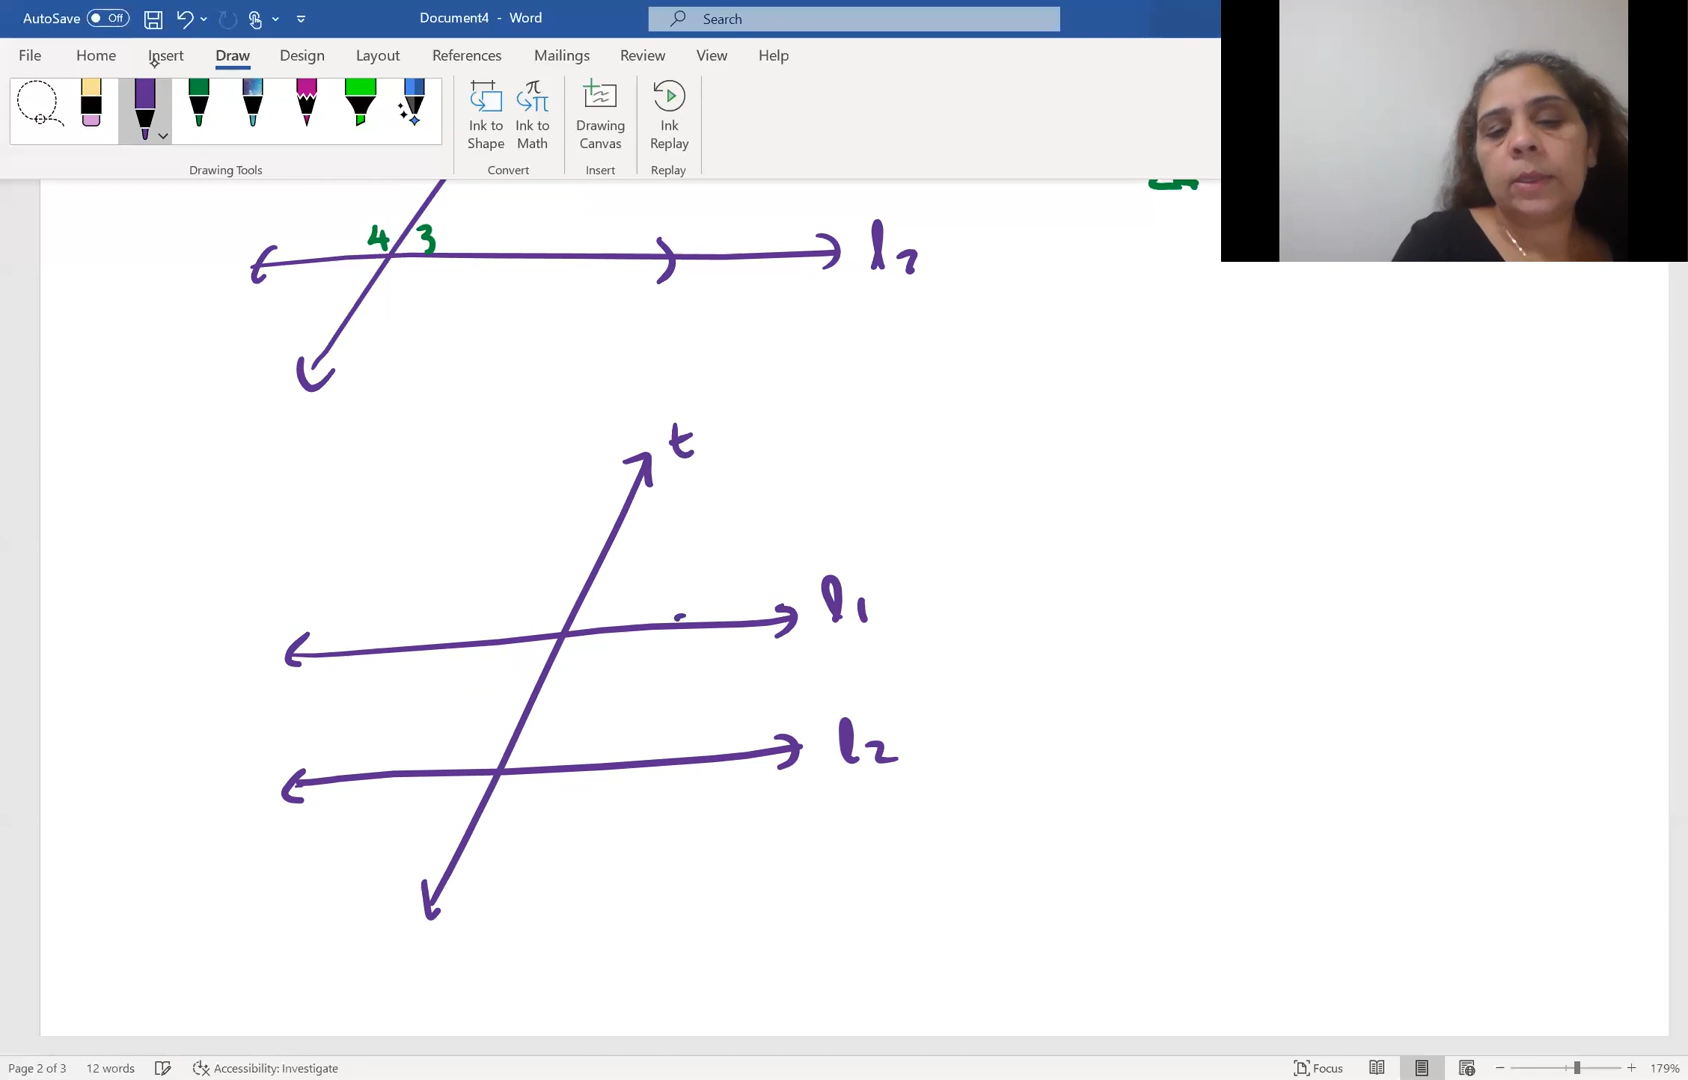 AutoSave Off Document4 - Word Search
File Home Insert Draw Design Layout References Mailings Review View Help
Ink to Shape Ink to Math Drawing Canvas Ink Replay
Drawing Tools Convert Insert Replay
4 3
l2
t
l1
l2
Page 2 of 3 12 words Accessibility: Investigate Focus 179%